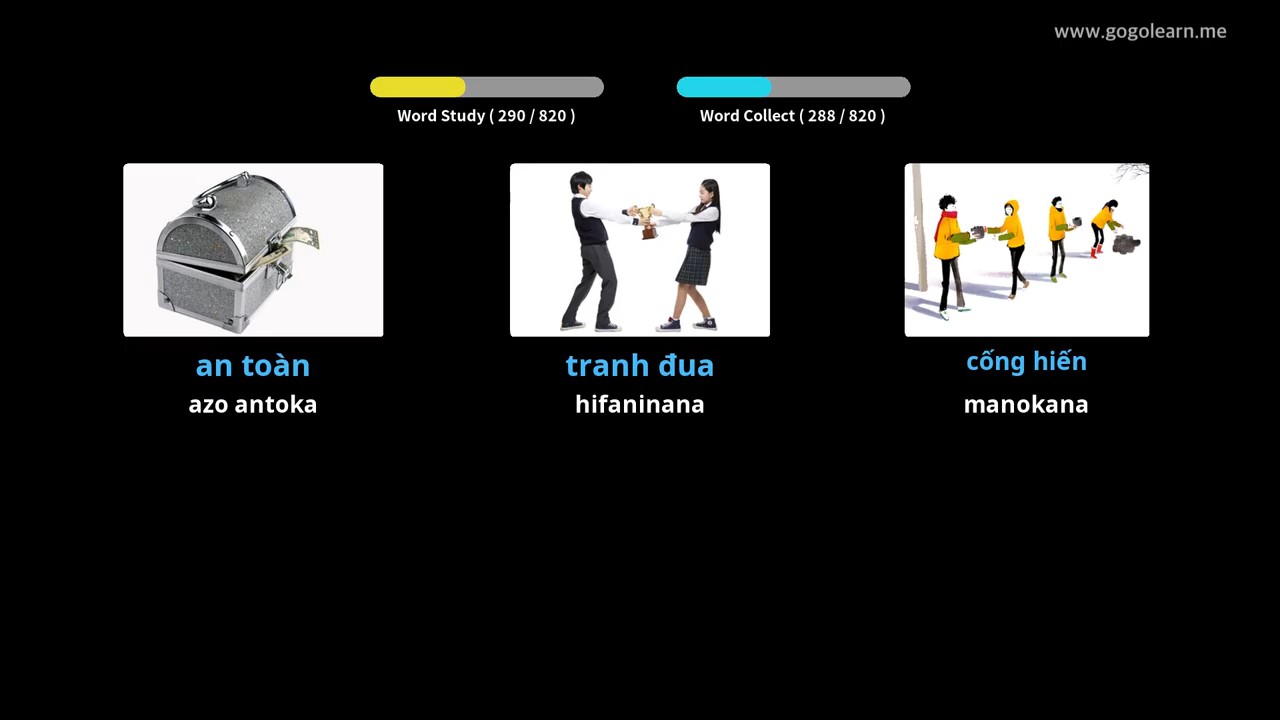 www.gogolearn.me
Word Study ( 290 / 820 )
Word Collect ( 288 / 820 )
an toàn
tranh đua
cống hiến
azo antoka
hifaninana
manokana